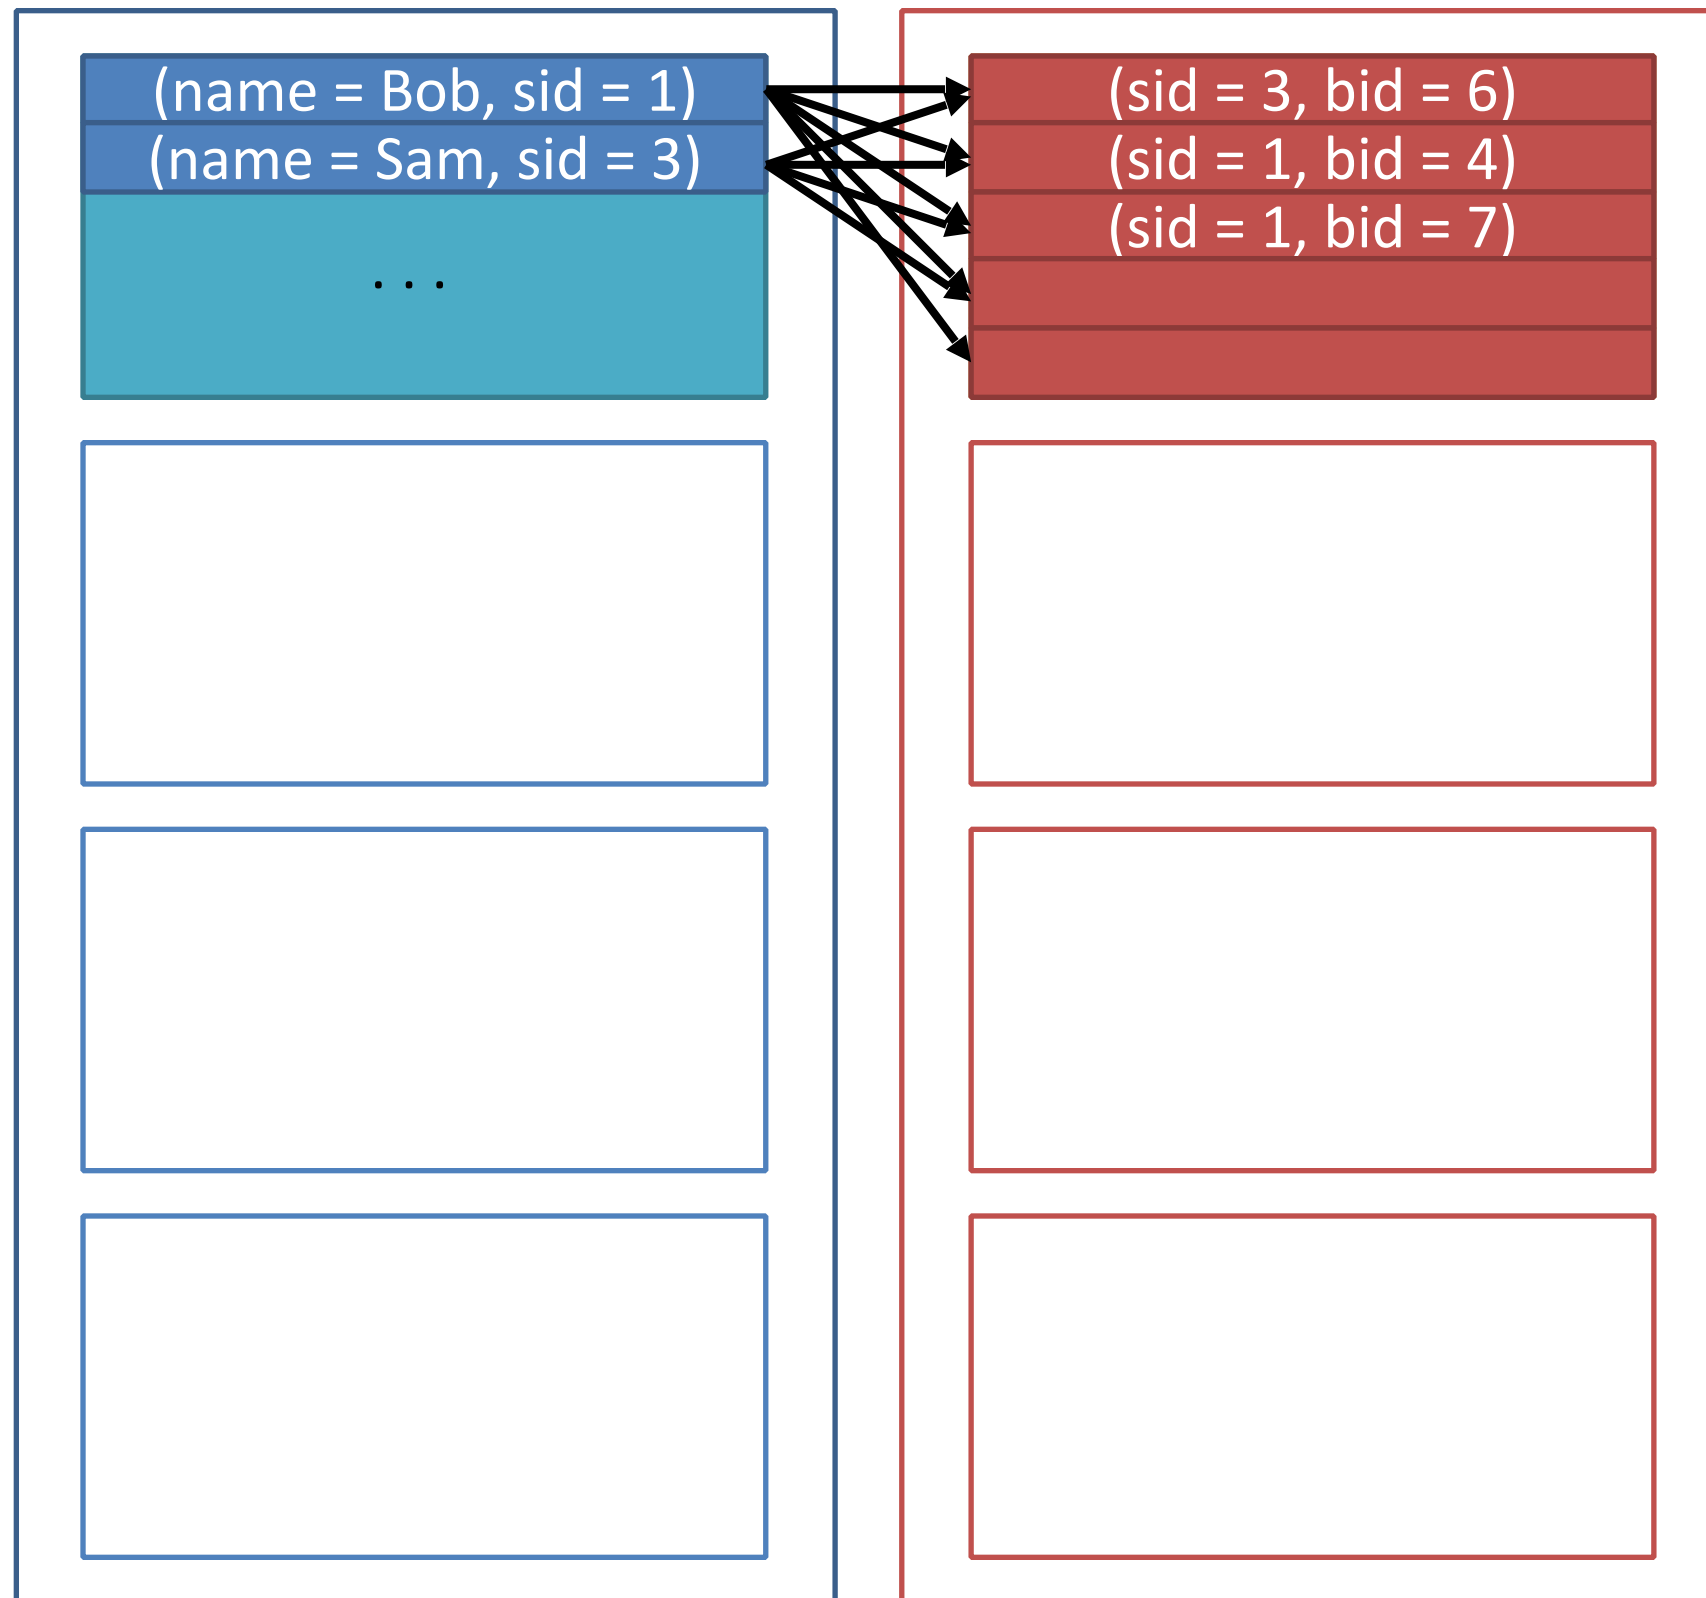 (name = Bob, sid = 1)
(name = Sam, sid = 3)
. . .
(sid = 3, bid = 6)
(sid = 1, bid = 4)
(sid = 1, bid = 7)